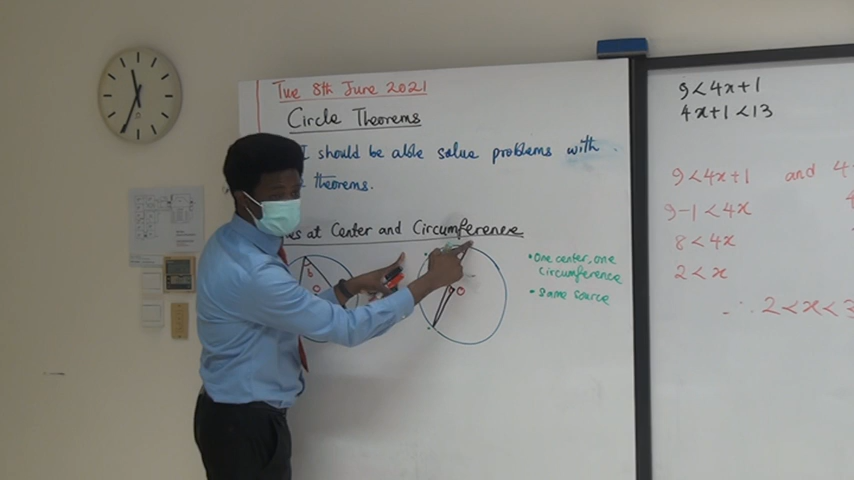 Tue 8th June 2021
Circle Theorems
I should be able solve problems with
theorems.
at Center and Circumference
b
O
O
• One center, one
circumference
• same source
9<4x+1
4x+1<13
9<4x+1 and 4
9-1<4x
8<4x
2<x
∴ 2<x<3